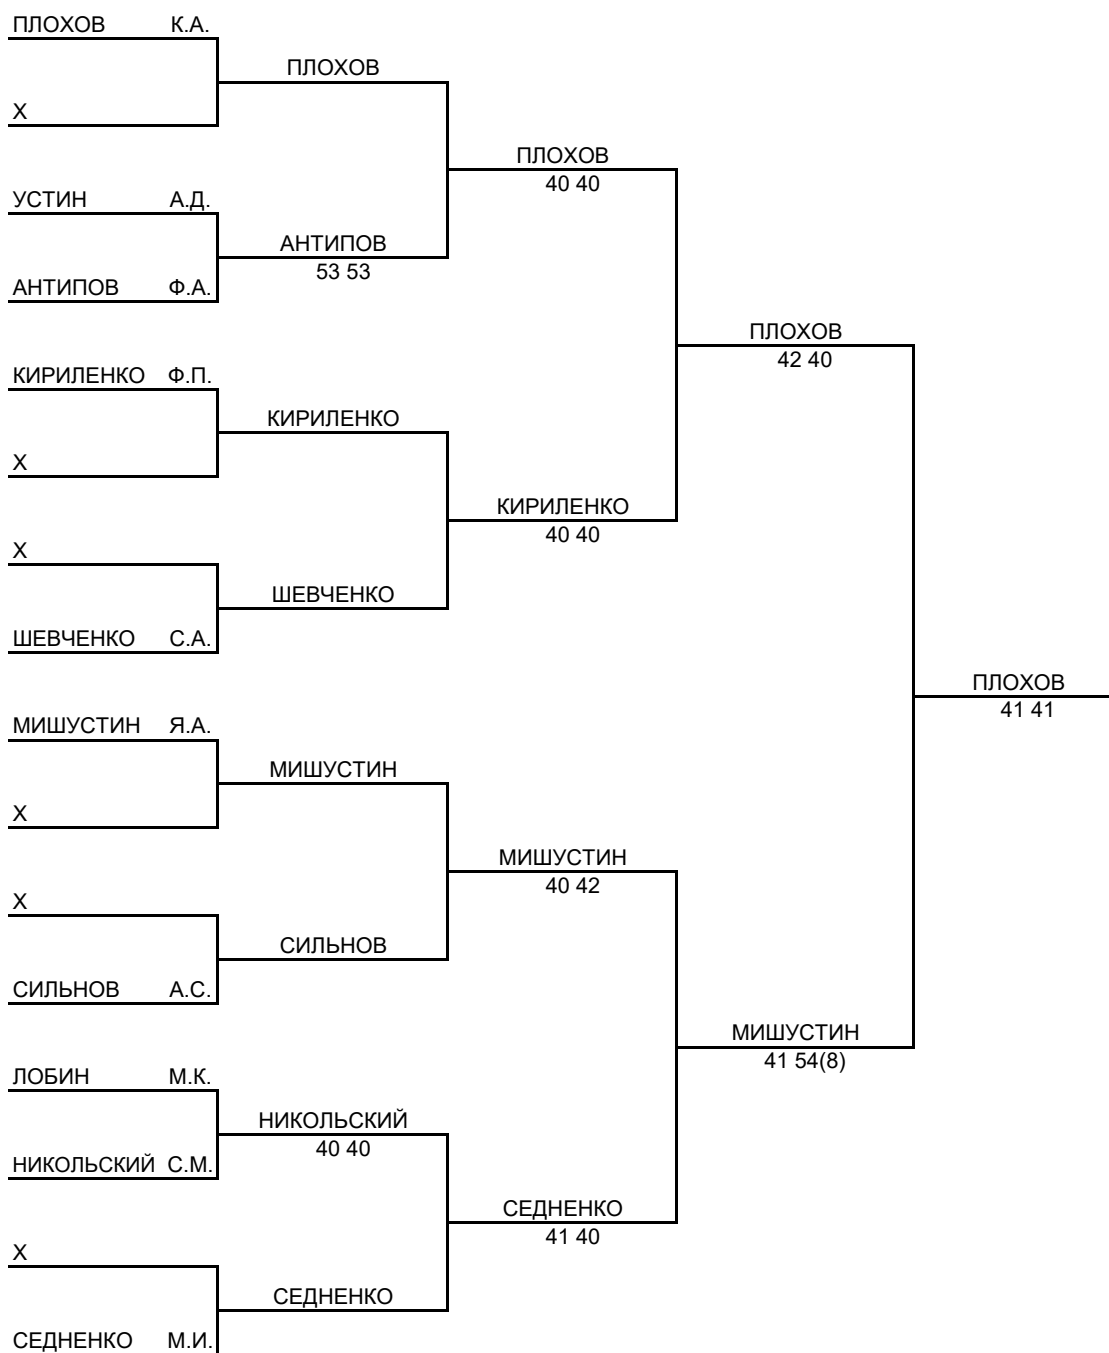 ПЛОХОВ К.А.
ПЛОХОВ
Х
ПЛОХОВ
40 40
УСТИН А.Д.
АНТИПОВ
53 53
АНТИПОВ Ф.А.
ПЛОХОВ
42 40
КИРИЛЕНКО Ф.П.
КИРИЛЕНКО
Х
КИРИЛЕНКО
40 40
Х
ШЕВЧЕНКО
ШЕВЧЕНКО С.А.
ПЛОХОВ
41 41
МИШУСТИН Я.А.
МИШУСТИН
Х
МИШУСТИН
40 42
Х
СИЛЬНОВ
СИЛЬНОВ А.С.
МИШУСТИН
41 54(8)
ЛОБИН М.К.
НИКОЛЬСКИЙ
40 40
НИКОЛЬСКИЙ С.М.
СЕДНЕНКО
41 40
Х
СЕДНЕНКО
СЕДНЕНКО М.И.